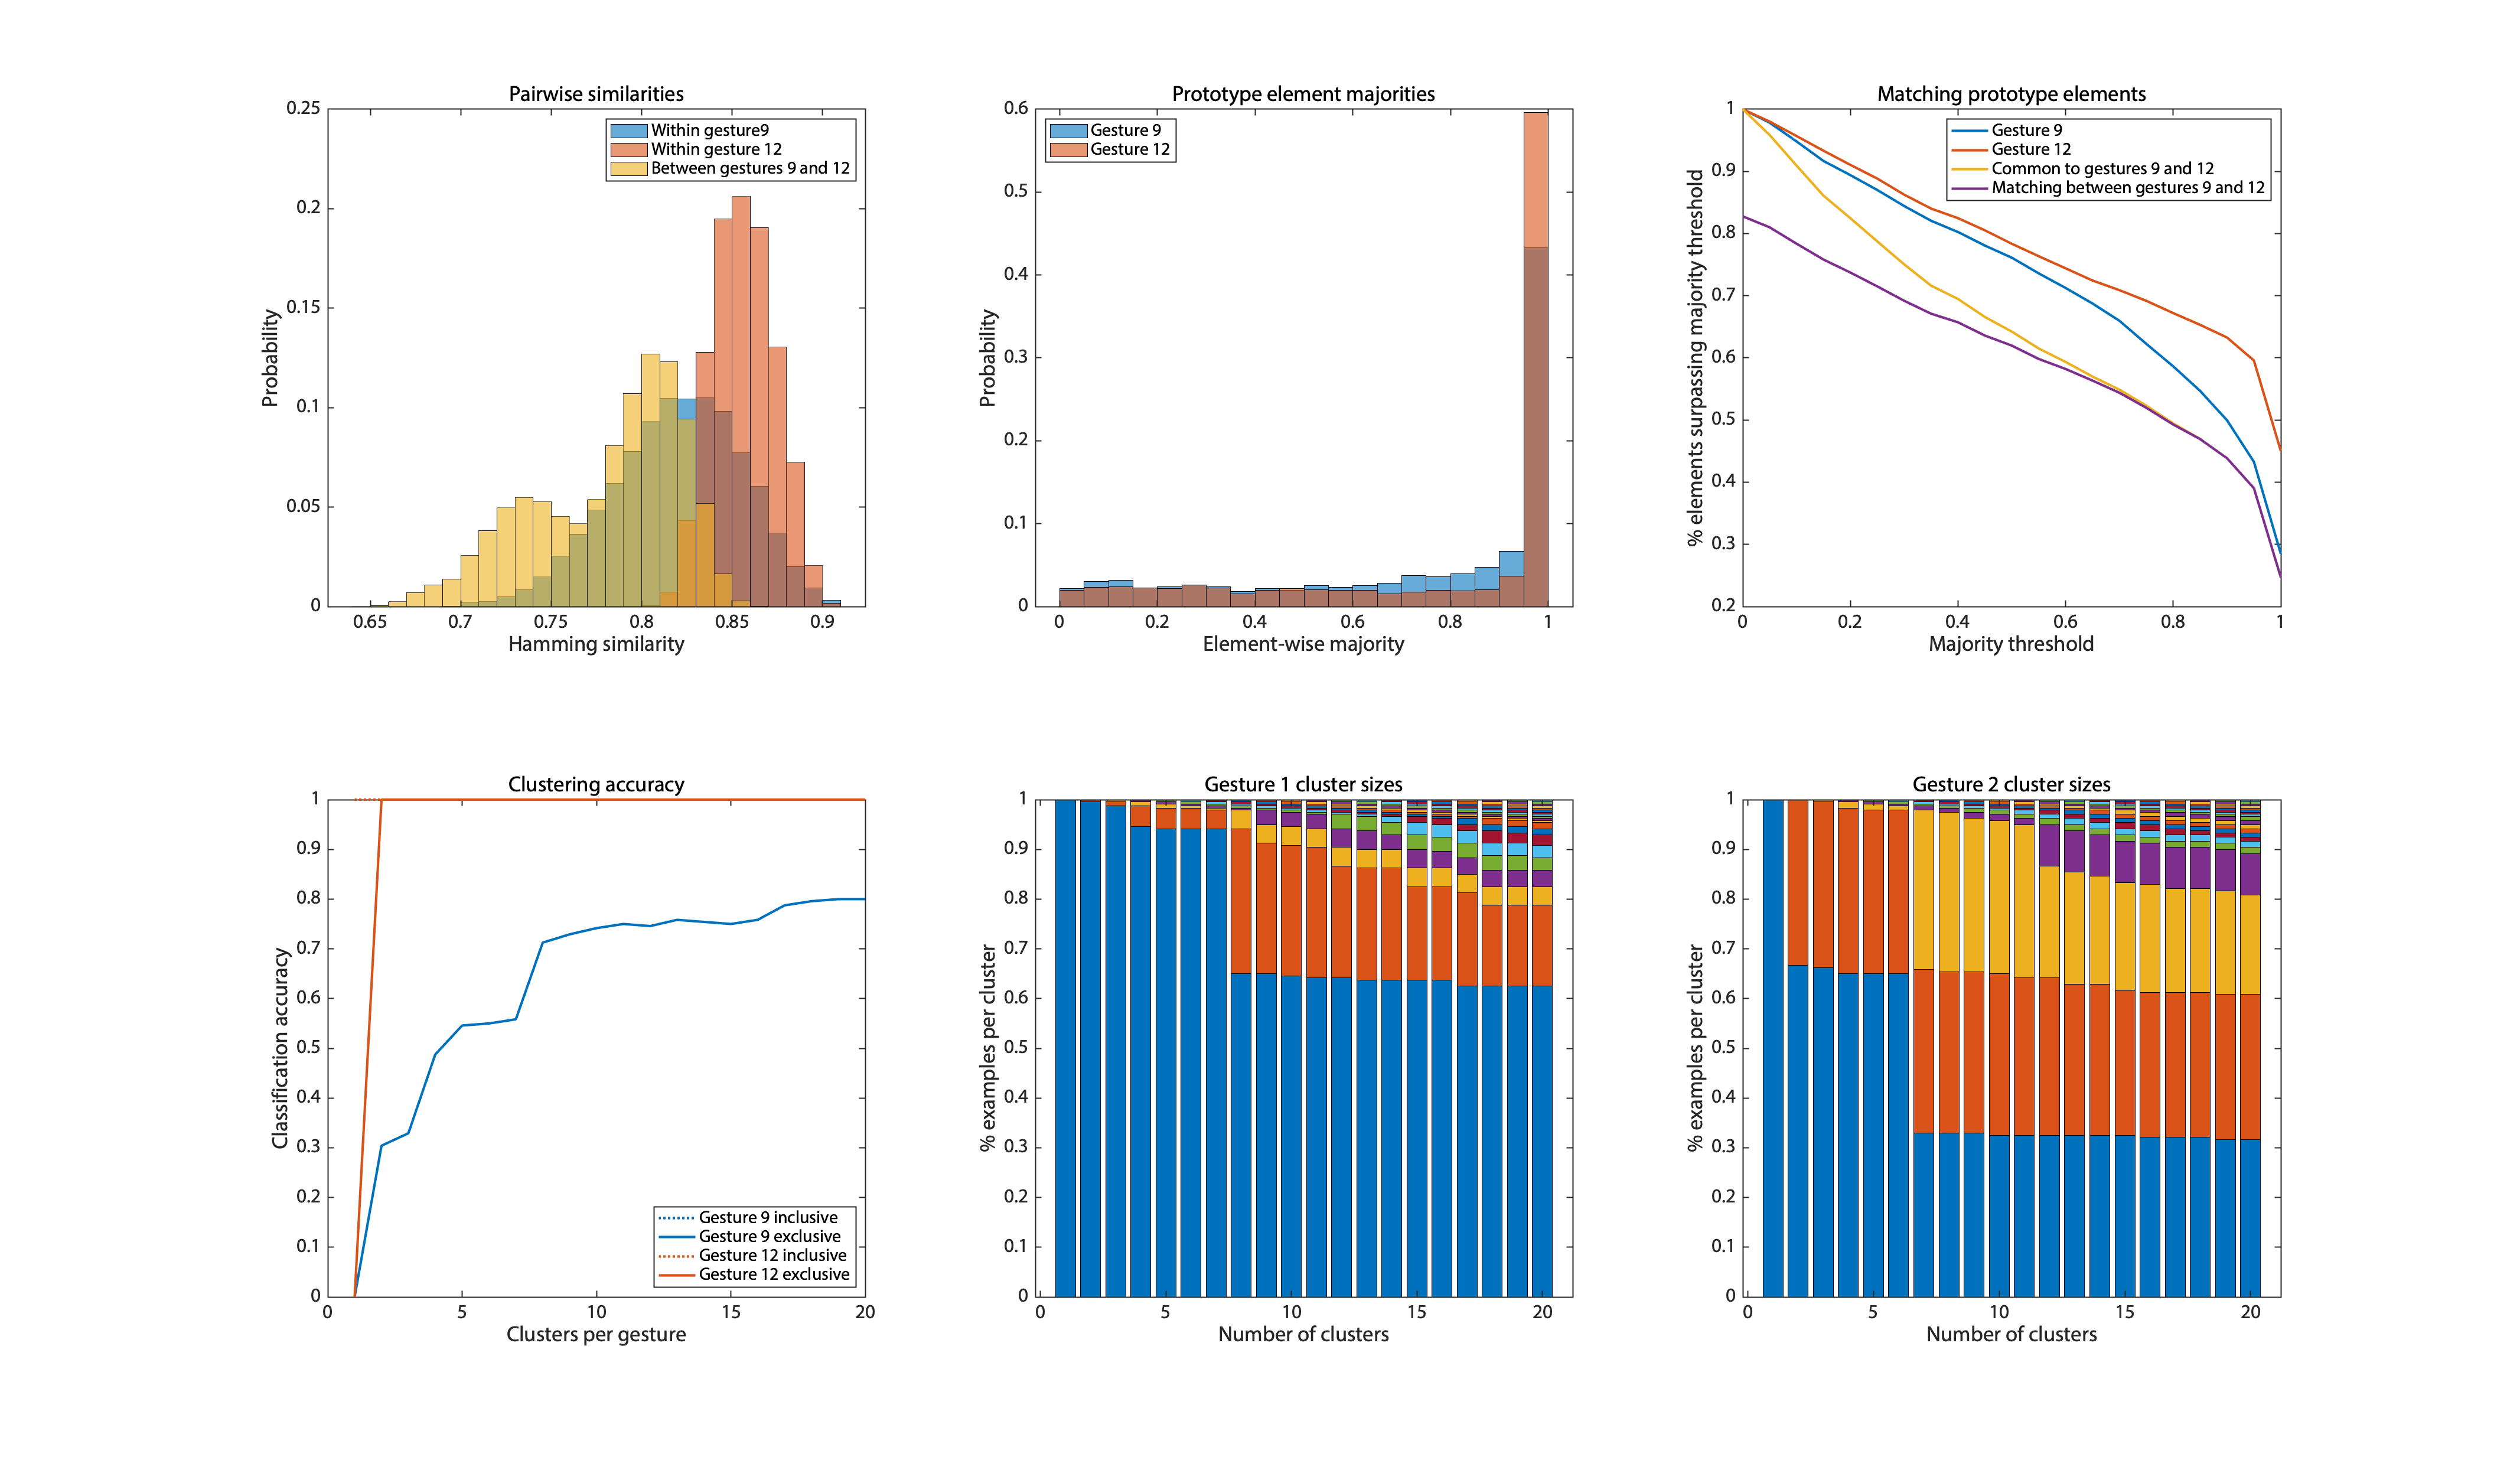 Pairwise similarities
0.25
0.2
0.15
0.1
0.05
0
Probability
Within gesture9
Within gesture 12
Between gestures 9 and 12
0.65 0.7 0.75 0.8 0.85 0.9
Hamming similarity
Prototype element majorities
0.6
0.5
0.4
0.3
0.2
0.1
0
Probability
Gesture 9
Gesture 12
0 0.2 0.4 0.6 0.8 1
Element-wise majority
Matching prototype elements
1
0.9
0.8
0.7
0.6
0.5
0.4
0.3
0.2
% elements surpassing majority threshold
Gesture 9
Gesture 12
Common to gestures 9 and 12
Matching between gestures 9 and 12
0 0.2 0.4 0.6 0.8 1
Majority threshold
Clustering accuracy
1
0.9
0.8
0.7
0.6
0.5
0.4
0.3
0.2
0.1
0
Classification accuracy
Gesture 9 inclusive
Gesture 9 exclusive
Gesture 12 inclusive
Gesture 12 exclusive
0 5 10 15 20
Clusters per gesture
Gesture 1 cluster sizes
1
0.9
0.8
0.7
0.6
0.5
0.4
0.3
0.2
0.1
0
% examples per cluster
0 5 10 15 20
Number of clusters
Gesture 2 cluster sizes
1
0.9
0.8
0.7
0.6
0.5
0.4
0.3
0.2
0.1
0
% examples per cluster
0 5 10 15 20
Number of clusters